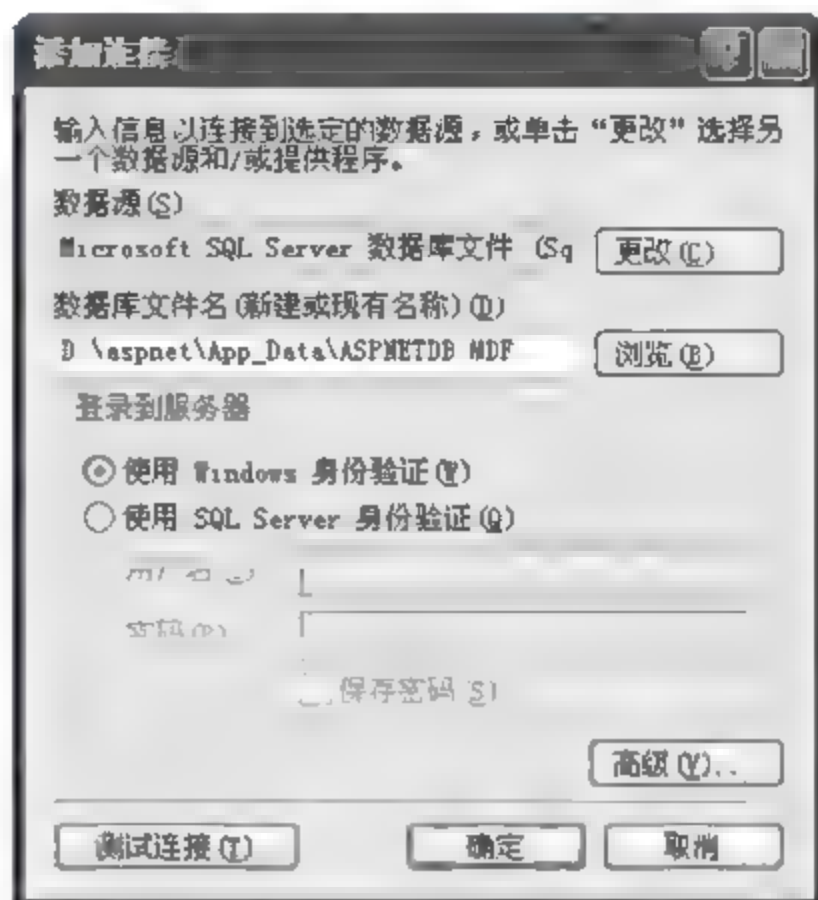 添加连接
输入信息以连接到选定的数据源，或单击“更改”选择另
一个数据源和/或提供程序。
数据源(S)
Microsoft SQL Server 数据库文件 (Sq
更改(C)
数据库文件名(新建或现有名称)(D)
D \aspnet\App_Data\ASPNETDB MDF
浏览(B)
登录到服务器
使用 Windows 身份验证(W)
使用 SQL Server 身份验证(Q)
密码(P)
保存密码 S)
高级(V)..
测试连接(T)
确定
取消